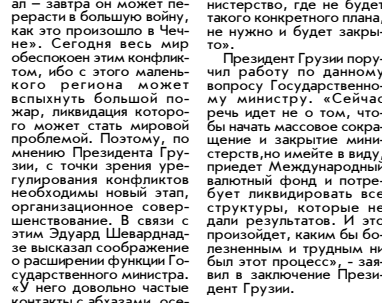 ал – завтра он может пе-
рерасти в большую войну,
как это произошло в Чеч-
не». Сегодня весь мир
обеспокоен этим конфлик-
том, ибо с этого малень-
кого региона может
вспыхнуть большой по-
жар, ликвидация которо-
го может стать мировой
проблемой. Поэтому, по
мнению Президента Гру-
зии, с точки зрения уре-
гулирования конфликтов
необходимы новый этап,
организационное совер-
шенствование. В связи с
этим Эдуард Шеварднад-
зе высказал соображение
о расширении функции Го-
сударственного министра.
«У него довольно частые
контакты с абхазами, осе-
нистерство, где не будет
такого конкретного плана,
не нужно и будет закры-
то».
Президент Грузии пору-
чил работу по данному
вопросу Государственно-
му министру. «Сейчас
речь идет не о том, что-
бы начать массовое сокра-
щение и закрытие мини-
стерств,но имейте в виду,
приедет Международный
валютный фонд и потре-
бует ликвидировать все
структуры, которые не
дали результатов. И это
произойдет, каким бы бо-
лезненным и трудным ни
был этот процесс», - зая-
вил в заключение Прези-
дент Грузии.